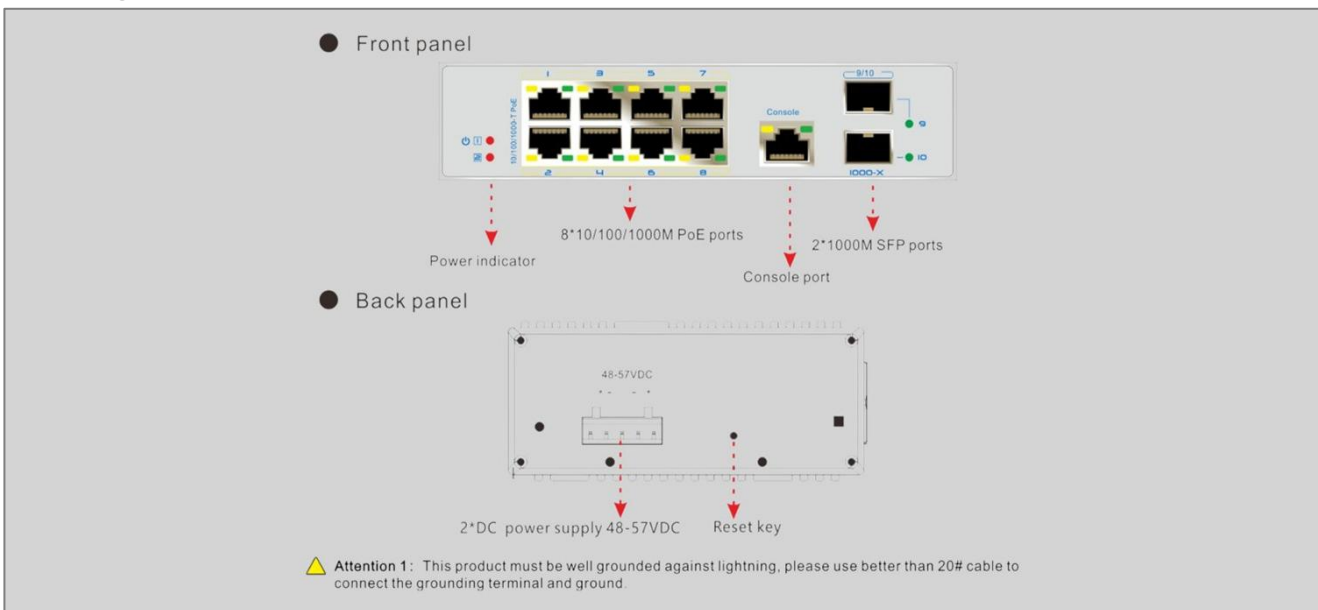 Front panel
1 3 5 7
9/10
10/100/1000-T PoE
Console
9
10
2 4 6 8
1000-X
8*10/100/1000M PoE ports
2*1000M SFP ports
Power indicator
Console port
Back panel
48-57VDC
+ - - +
2*DC power supply 48-57VDC
Reset key
Attention 1: This product must be well grounded against lightning, please use better than 20# cable to
connect the grounding terminal and ground.